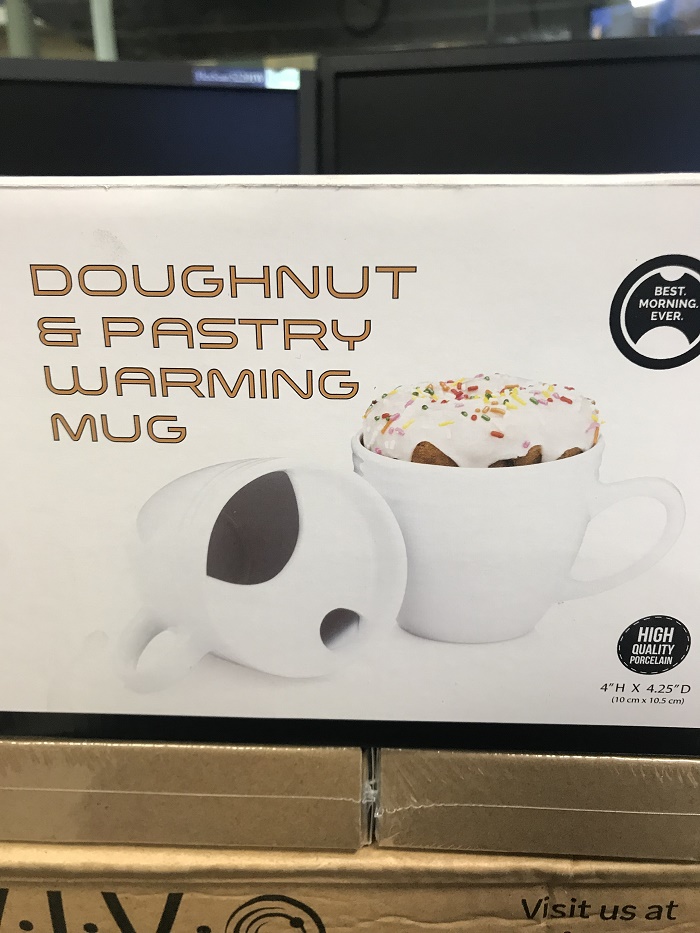 DOUGHNUT
& PASTRY
WARMING
MUG
BEST.
MORNING.
EVER.
HIGH
QUALITY
PORCELAIN
4"H X 4.25"D
(10 cm x 10.5 cm)
V.I.V.O
Visit us at